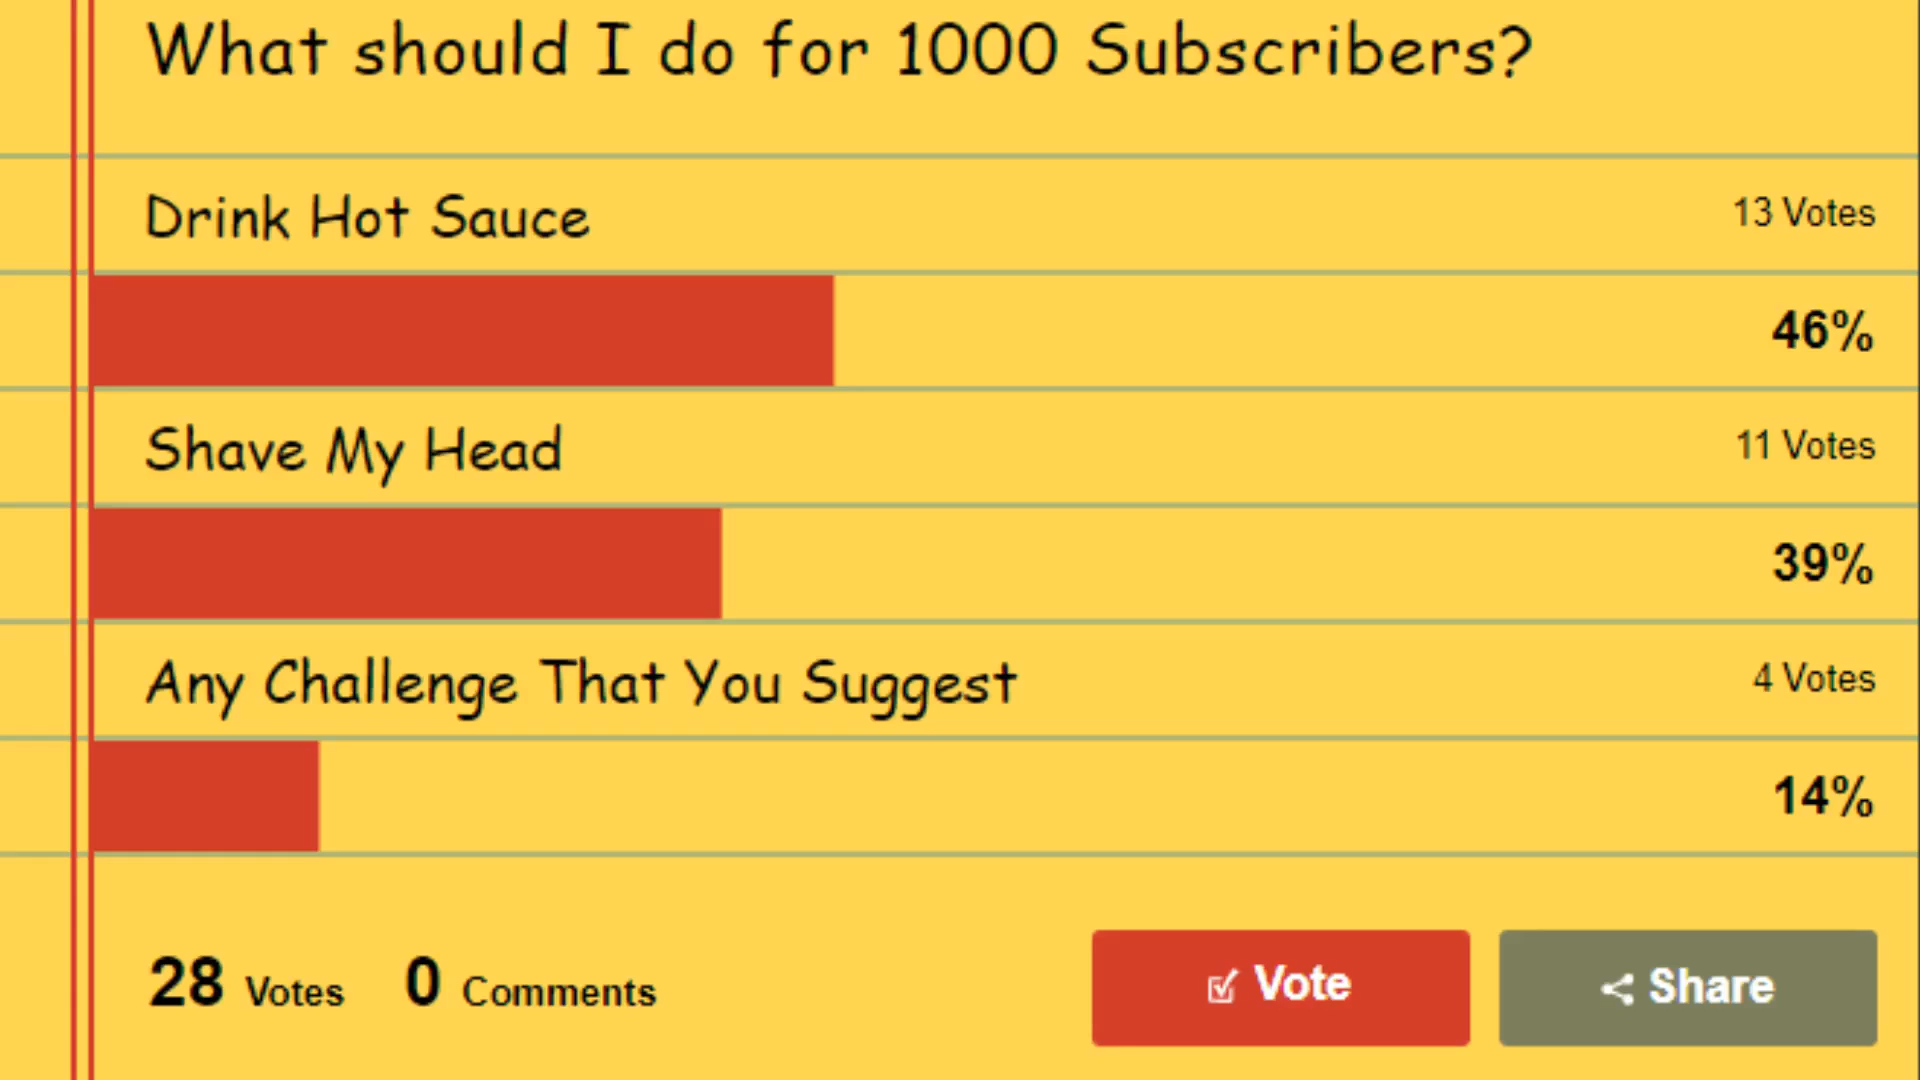 What should I do for 1000 Subscribers?
Drink Hot Sauce 13 Votes
46%
Shave My Head 11 Votes
39%
Any Challenge That You Suggest 4 Votes
14%
28 Votes 0 Comments Vote Share